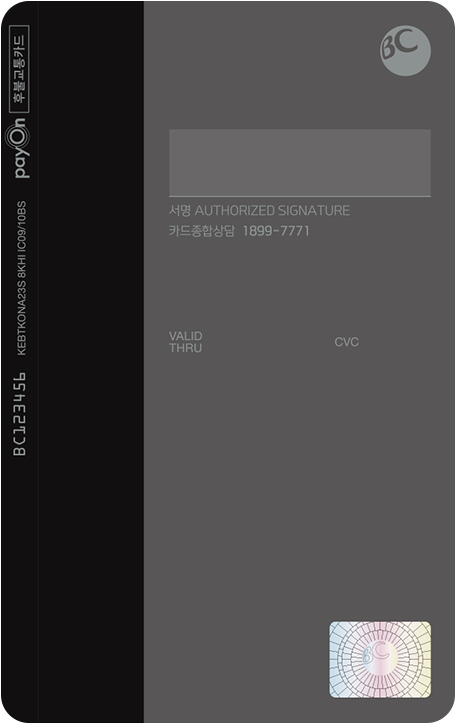 BC
서명 AUTHORIZED SIGNATURE
카드종합상담 1899-7771
VALID
THRU
CVC
후불교통카드
payOn
KEBTKONA23S 8KHI IC09/10BS
BC123456
BC